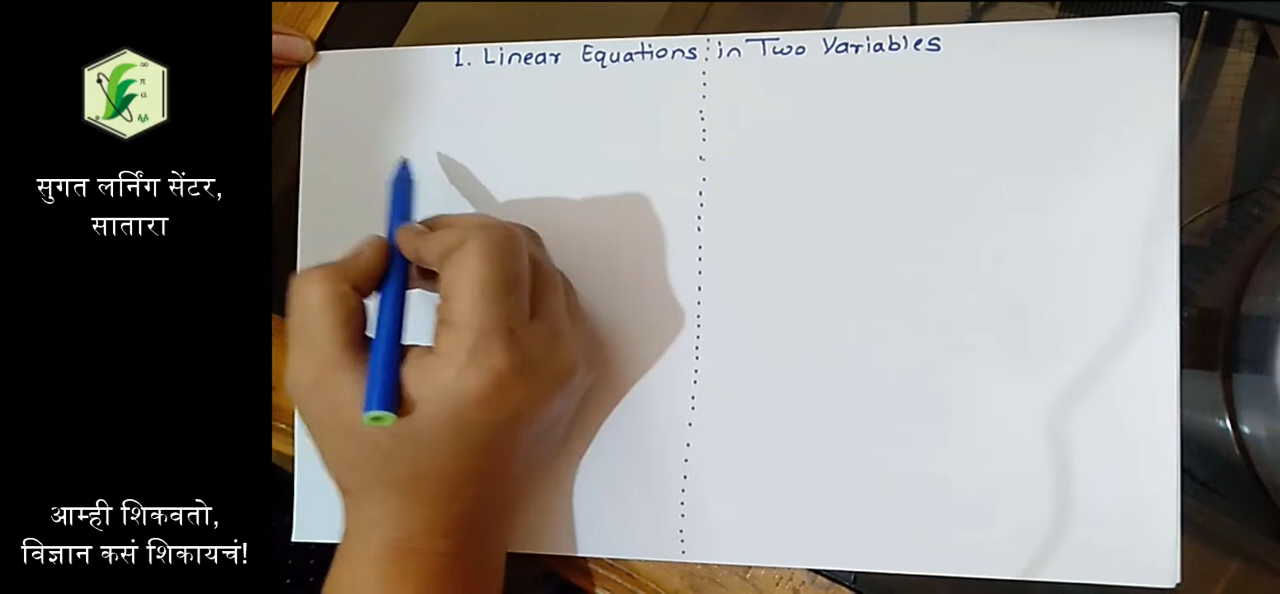 1. Linear Equations in Two Variables
∞
π
α
सुगत लर्निंग सेंटर,
सातारा
आम्ही शिकवतो,
विज्ञान कसं शिकायचं!